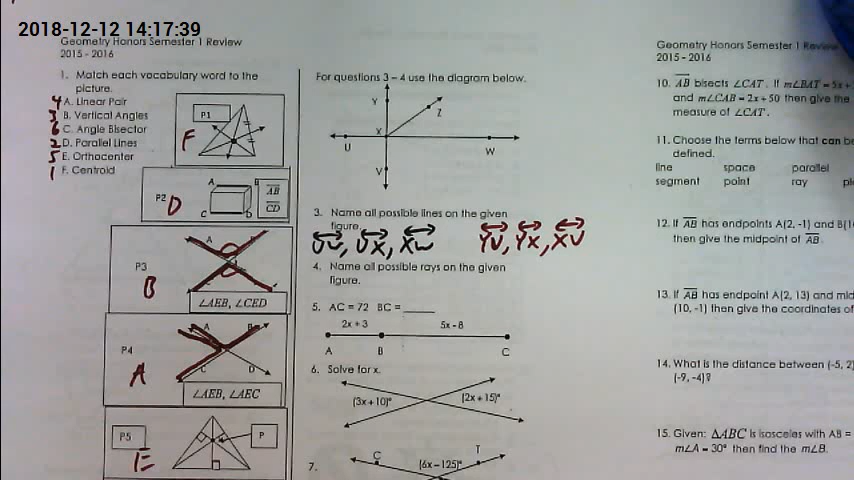 2018-12-12 14:17:39
Geometry Honors Semester 1 Review
2015 - 2016
1. Match each vocabulary word to the
picture.
4 A. Linear Pair
3 B. Vertical Angles
6 C. Angle Bisector
2 D. Parallel Lines
5 E. Orthocenter
1 F. Centroid
P1
F
P2
D
A
B
C
D
AB
CD
P3
B
A
∠AEB, ∠CED
P4
A
A
B
C
D
∠AEB, ∠AEC
P5
E
P
For questions 3 – 4 use the diagram below.
Y
Z
X
U
W
V
3. Name all possible lines on the given
figure.
UW, UX, XW YV, YX, XV
4. Name all possible rays on the given
figure.
5. AC = 72 BC = ______
2x + 3 5x - 8
A B C
6. Solve for x.
(3x + 10)° (2x + 15)°
7.
C
T
(6x – 125)°
Geometry Honors Semester 1 Review
2015 - 2016
10. AB bisects ∠CAT. If m∠BAT = 5x +
and m∠CAB = 2x + 50 then give the
measure of ∠CAT.
11. Choose the terms below that can be
defined.
line space parallel
segment point ray
12. If AB has endpoints A(2, -1) and B(
then give the midpoint of AB.
13. If AB has endpoint A(2, 13) and mid
(10, -1) then give the coordinates of
14. What is the distance between (-5, 2)
(-9, -4)?
15. Given: ΔABC is isosceles with AB =
m∠A = 30° then find the m∠B.